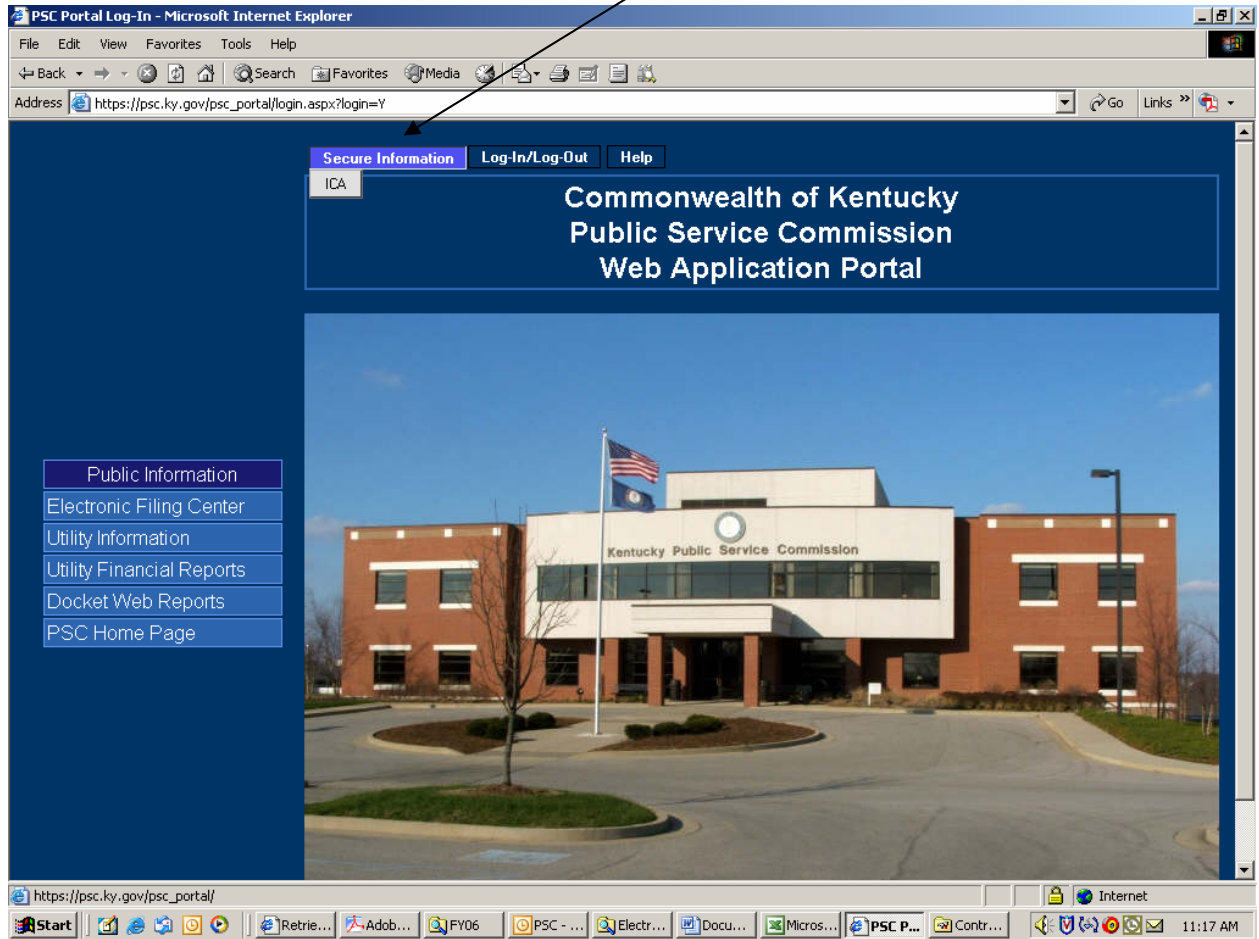 PSC Portal Log-In - Microsoft Internet Explorer
File Edit View Favorites Tools Help
Back Search Favorites Media
Address https://psc.ky.gov/psc_portal/login.aspx?login=Y Go Links »
Secure Information Log-In/Log-Out Help
ICA
Commonwealth of Kentucky
Public Service Commission
Web Application Portal
Public Information
Electronic Filing Center
Utility Information
Utility Financial Reports
Docket Web Reports
PSC Home Page
Kentucky Public Service Commission
https://psc.ky.gov/psc_portal/ Internet
Start Retrie... Adob... FY06 PSC - ... Electr... Docu... Micros... PSC P... Contr... 11:17 AM